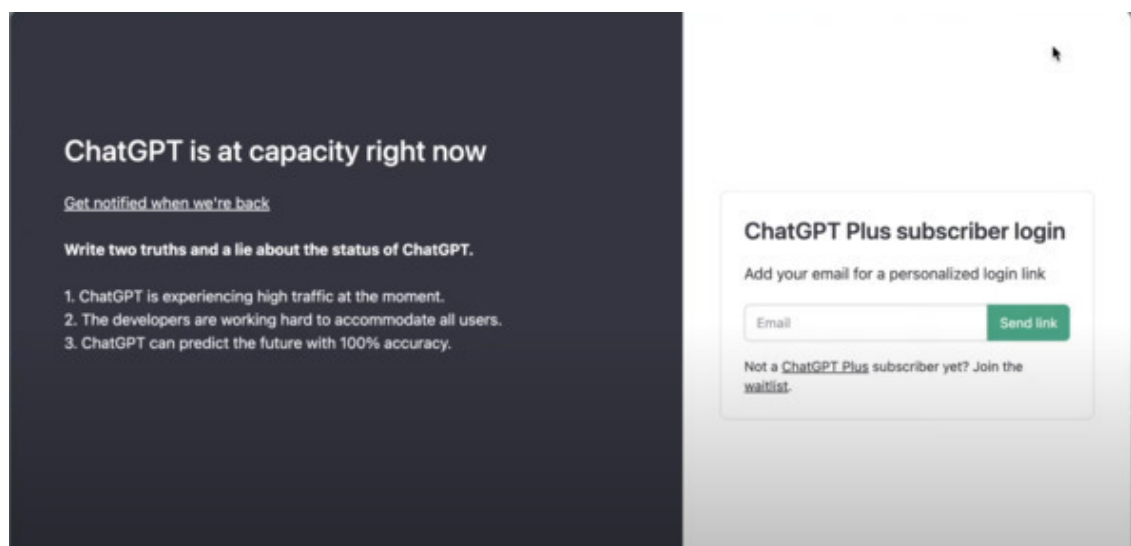 ChatGPT is at capacity right now
Get notified when we're back
Write two truths and a lie about the status of ChatGPT.
1. ChatGPT is experiencing high traffic at the moment.
2. The developers are working hard to accommodate all users.
3. ChatGPT can predict the future with 100% accuracy.
ChatGPT Plus subscriber login
Add your email for a personalized login link
Email
Send link
Not a ChatGPT Plus subscriber yet? Join the
waitlist.